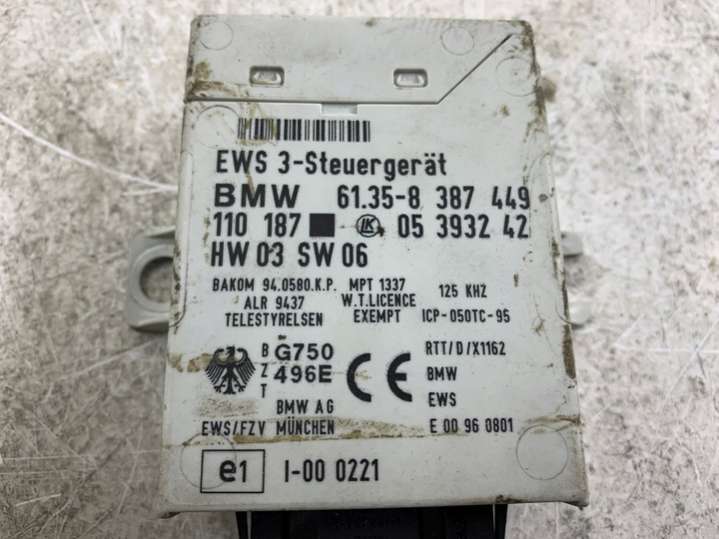 EWS 3-Steuergerät
BMW 61.35-8 387 449
110 187 LK 05 3932 42
HW 03 SW 06
BAKOM 94.0580.K.P. MPT 1337 125 KHZ
ALR 9437 W.T.LICENCE
TELESTYRELSEN EXEMPT ICP-050TC-95
B G750 RTT/D/X1162
Z 496E CE BMW
T BMW AG EWS
EWS/FZV MÜNCHEN E 00 96 0801
e1 I-00 0221